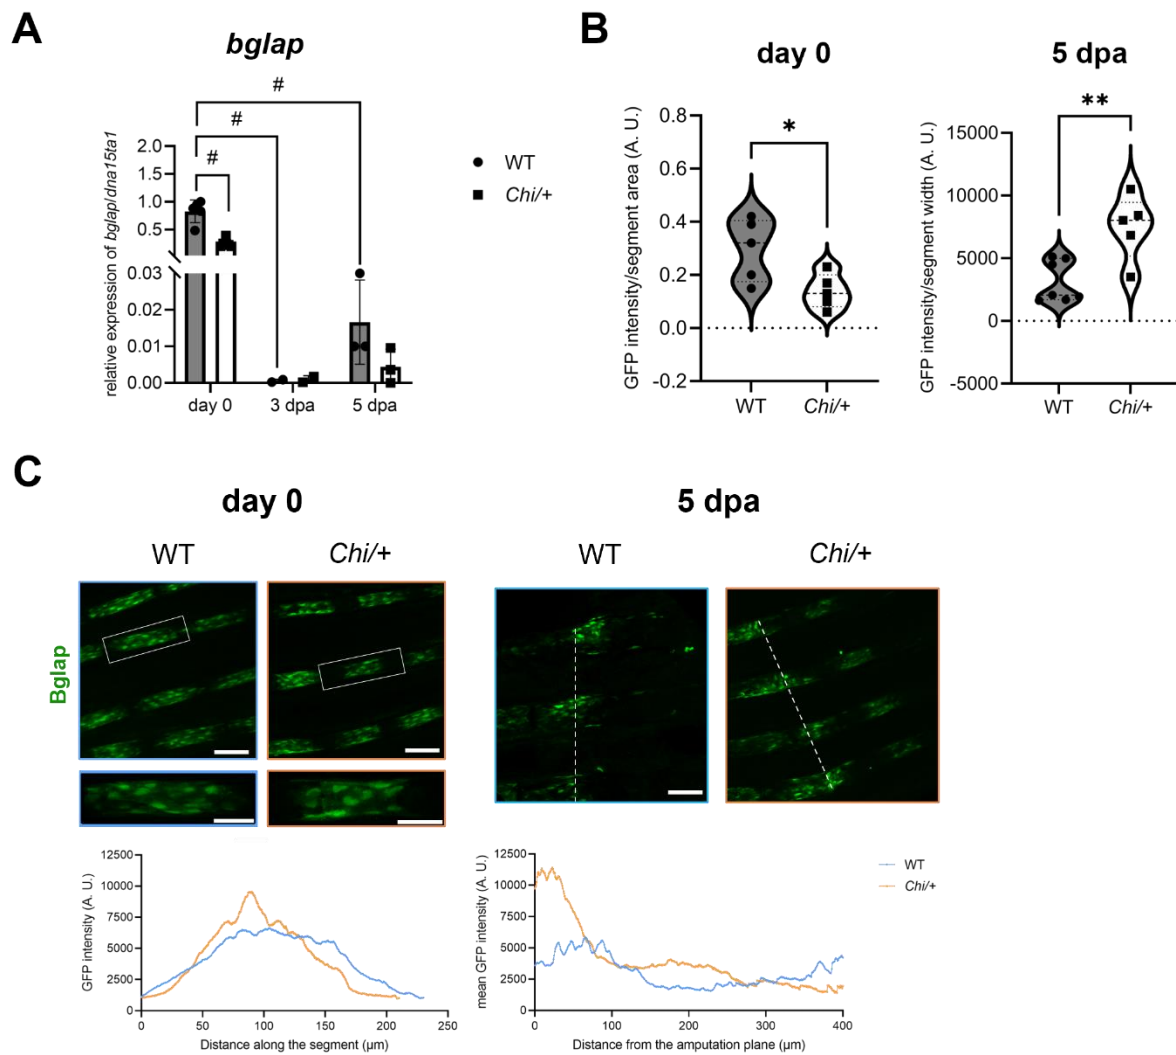 A
bglap
#
#
#
relative expression of bglap/dna15ta1
2.0
1.5
1.0
0.5
0.03
0.02
0.01
0.00
day 0
3 dpa
5 dpa
WT
Chi/+
B
day 0
*
GFP intensity/segment area (A. U.)
0.8
0.6
0.4
0.2
0.0
-0.2
WT
Chi/+
5 dpa
**
GFP intensity/segment width (A. U.)
15000
10000
5000
0
-5000
WT
Chi/+
C
day 0
5 dpa
WT
Chi/+
WT
Chi/+
Bglap
GFP intensity (A. U.)
12500
10000
7500
5000
2500
0
0
50
100
150
200
250
Distance along the segment (µm)
mean GFP intensity (A. U.)
12500
10000
7500
5000
2500
0
0
100
200
300
400
Distance from the amputation plane (µm)
WT
Chi/+